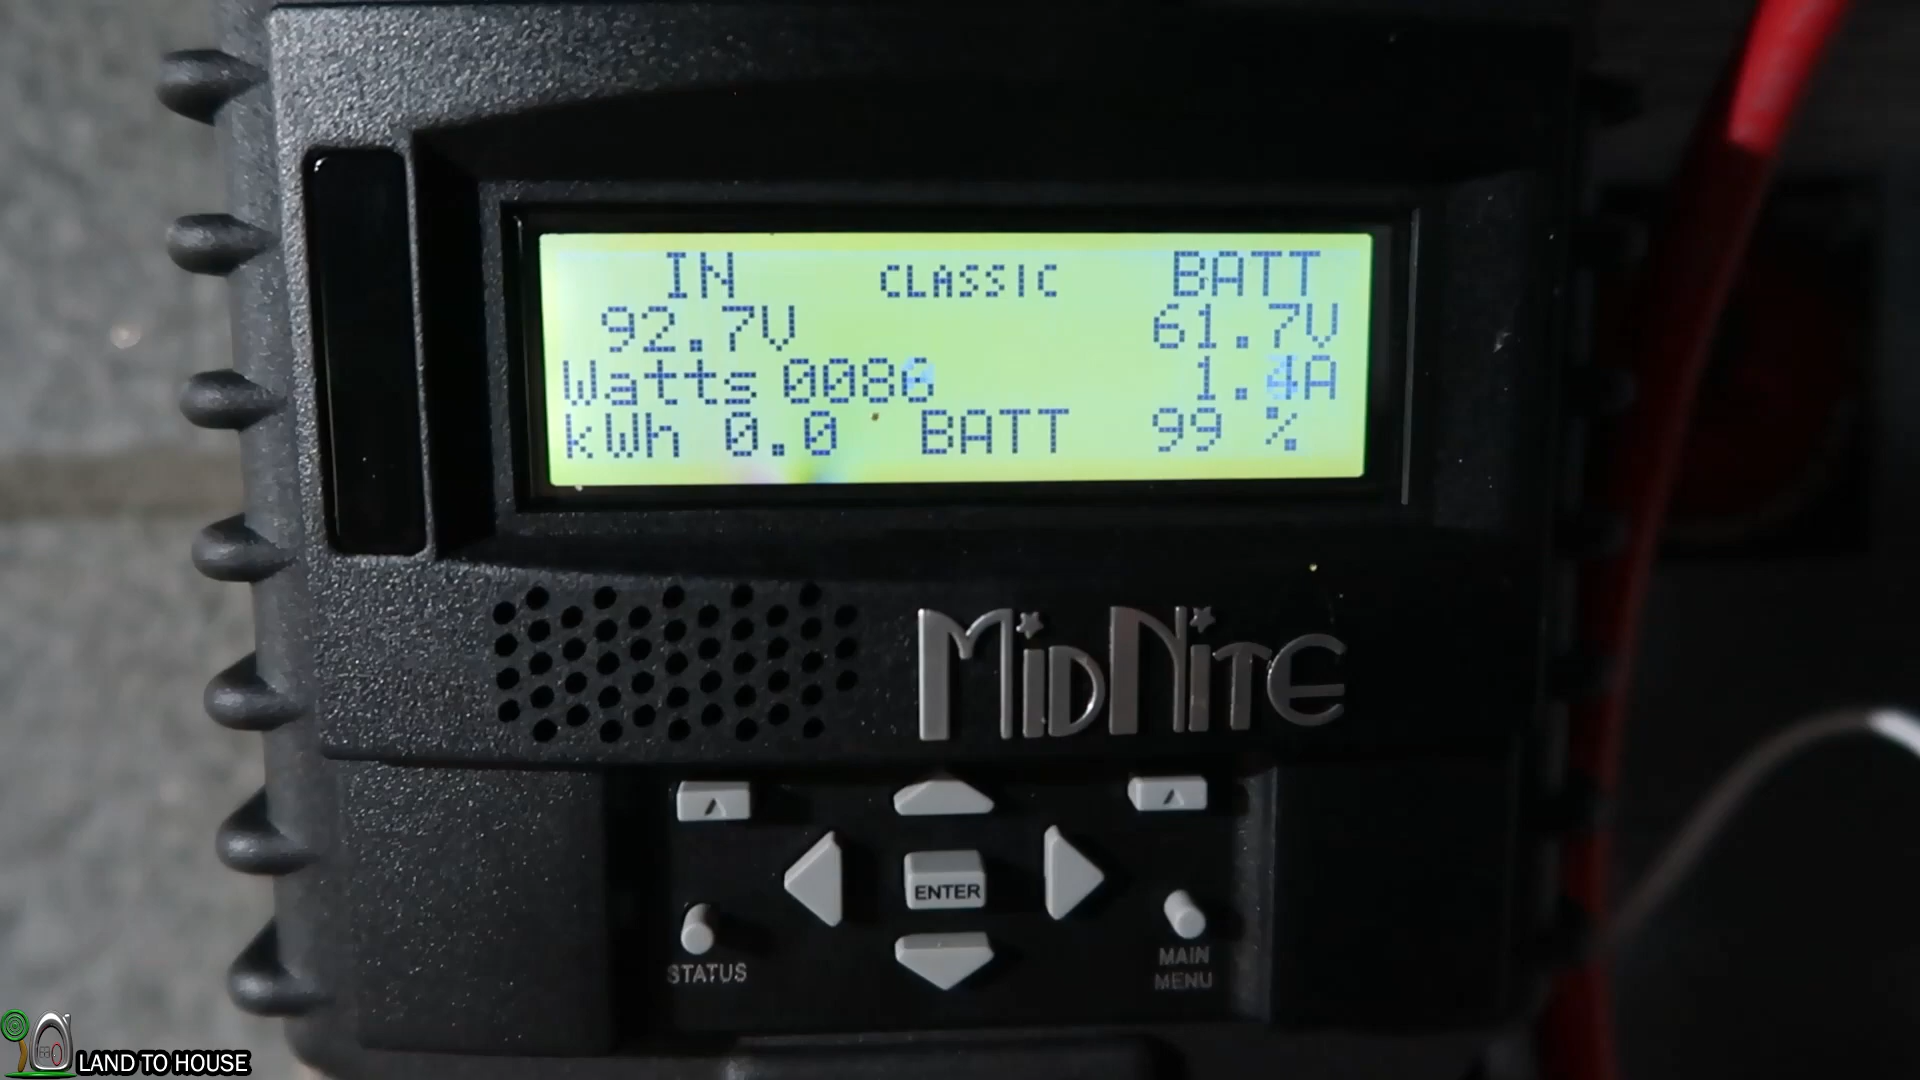 IN CLASSIC BATT
92.7V 61.7V
Watts 0080 1.4A
kWh 0.0 BATT 99 %
MIDNITE
ENTER
STATUS
MAIN
MENU
LAND TO HOUSE